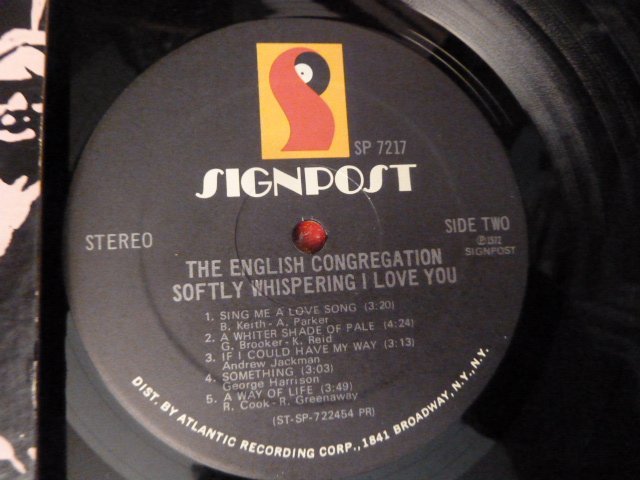 SP 7217
SIGNPOST
STEREO
SIDE TWO
℗1972
SIGNPOST
THE ENGLISH CONGREGATION
SOFTLY WHISPERING I LOVE YOU
1. SING ME A LOVE SONG (3:20)
B. Keith - A. Parker
2. A WHITER SHADE OF PALE (4:24)
G. Brooker - K. Reid
3. IF I COULD HAVE MY WAY (3:13)
Andrew Jackman
4. SOMETHING (3:03)
George Harrison
5. A WAY OF LIFE (3:49)
R. Cook - R. Greenaway
(ST-SP-722454 PR)
DIST. BY ATLANTIC RECORDING CORP., 1841 BROADWAY, N.Y., N.Y.